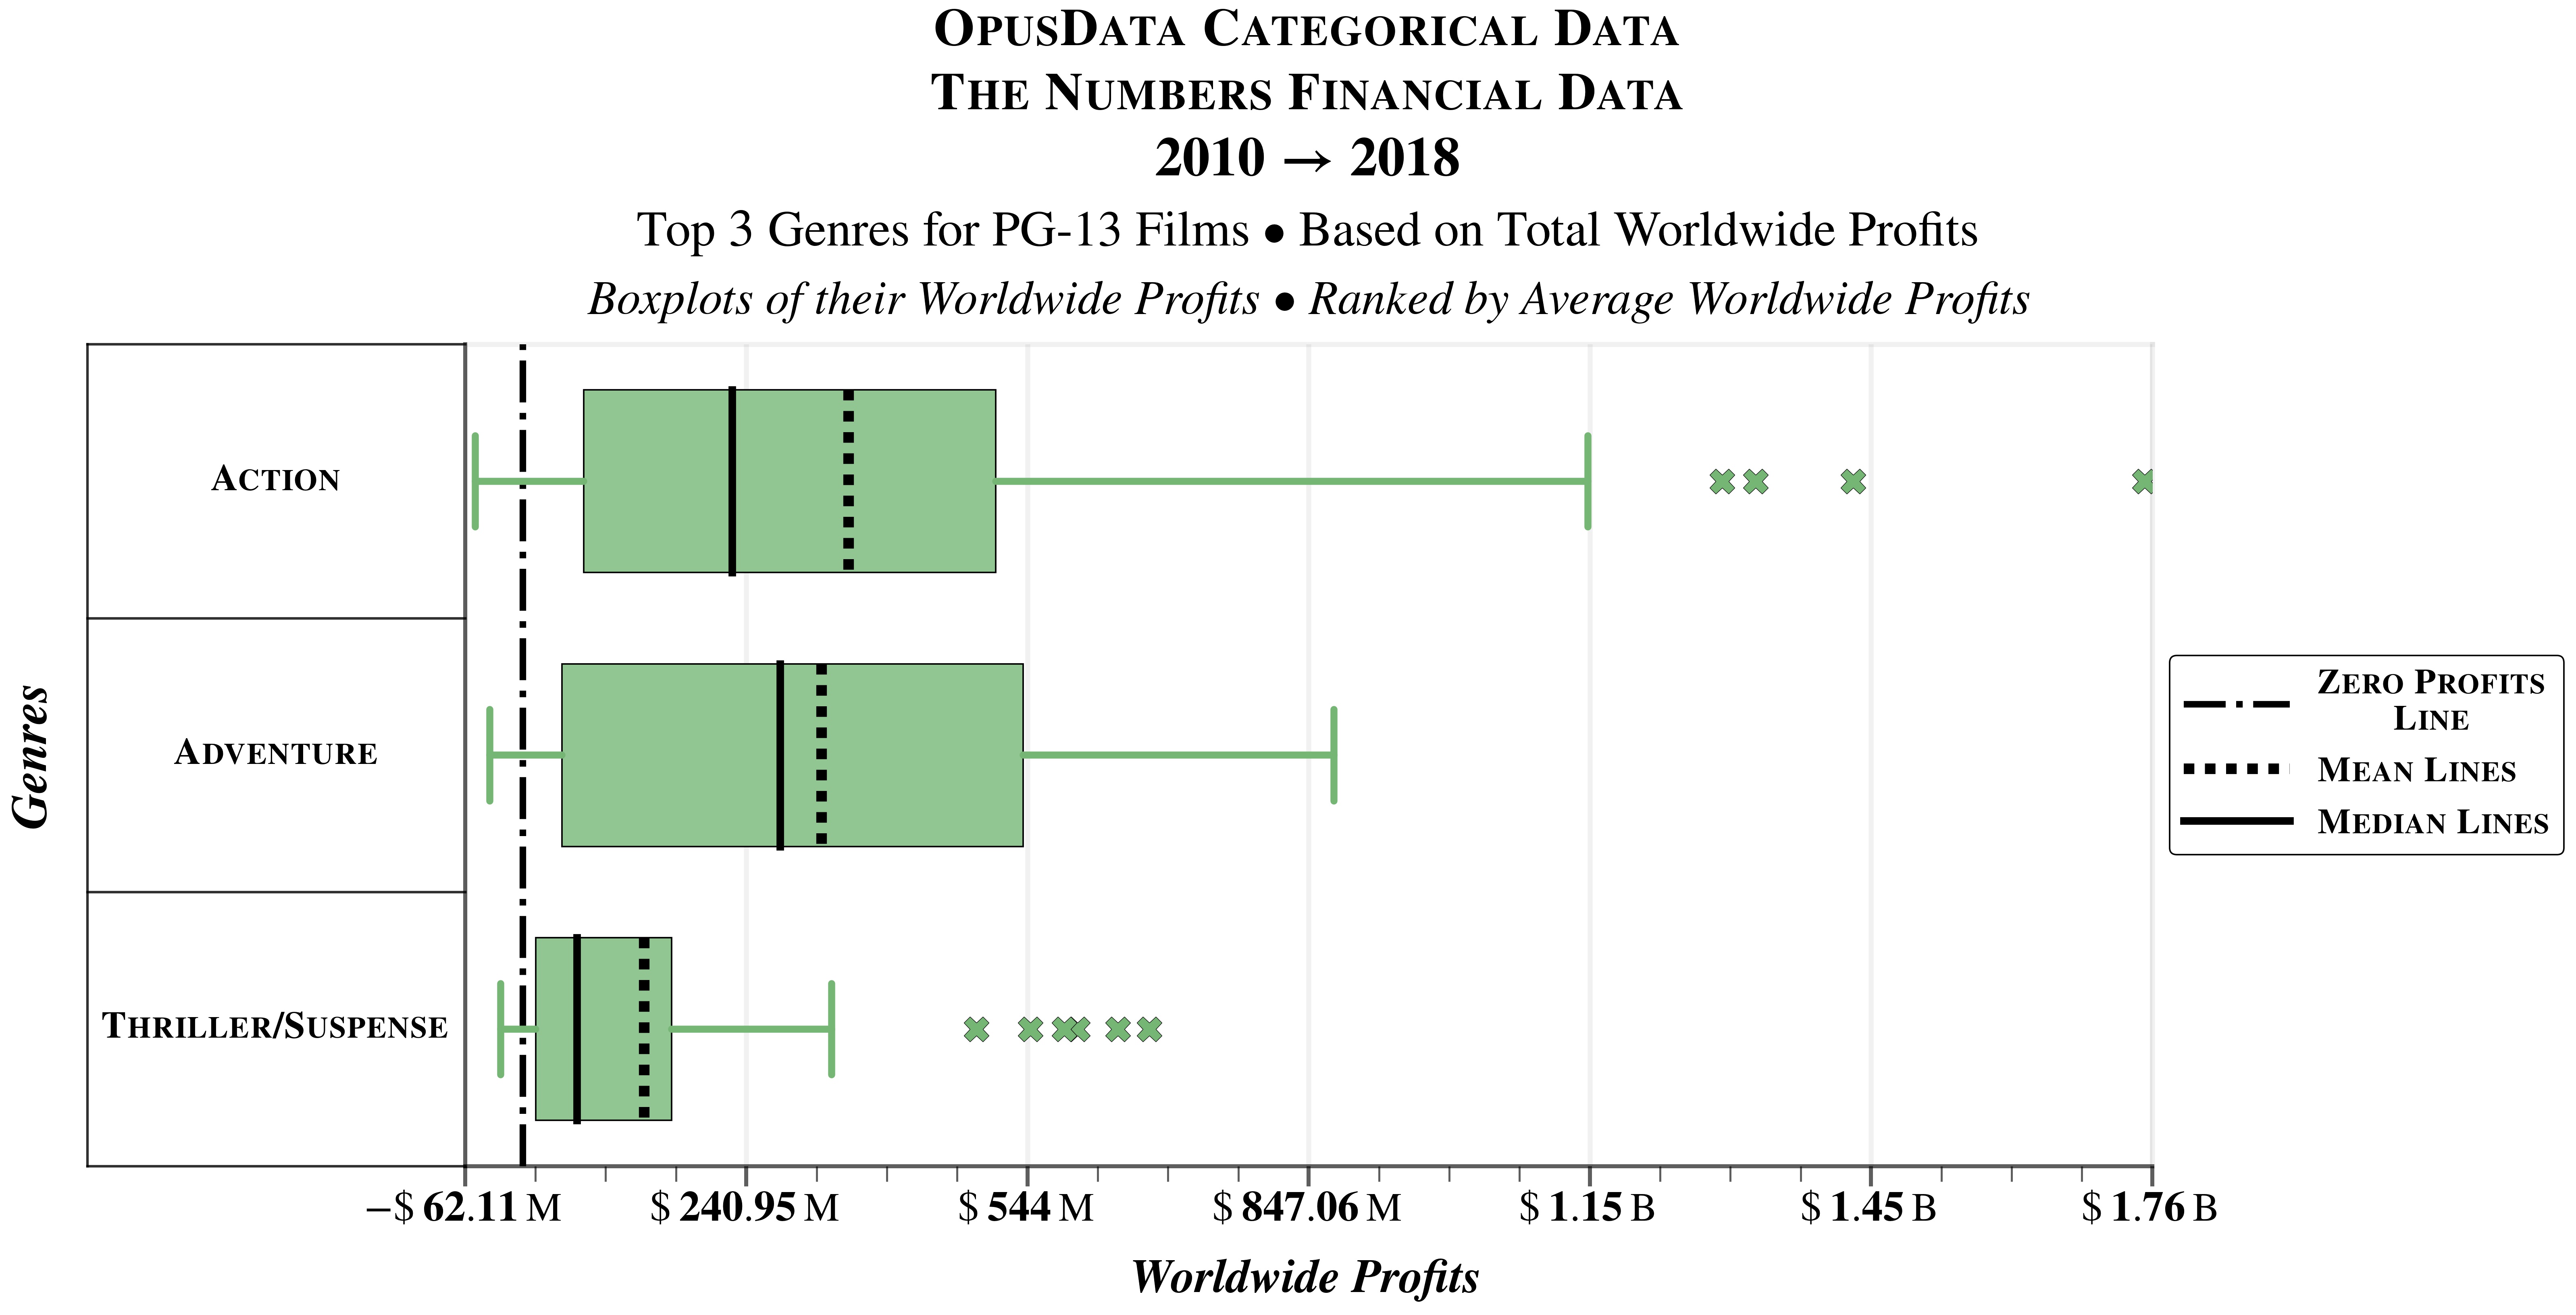 OpusData Categorical Data
The Numbers Financial Data
2010 → 2018
Top 3 Genres for PG-13 Films ● Based on Total Worldwide Profits
Boxplots of their Worldwide Profits ● Ranked by Average Worldwide Profits
Genres
Action
Adventure
Thriller/Suspense
Zero Profits
Line
Mean Lines
Median Lines
−$ 62.11 M $ 240.95 M $ 544 M $ 847.06 M $ 1.15 B $ 1.45 B $ 1.76 B
Worldwide Profits